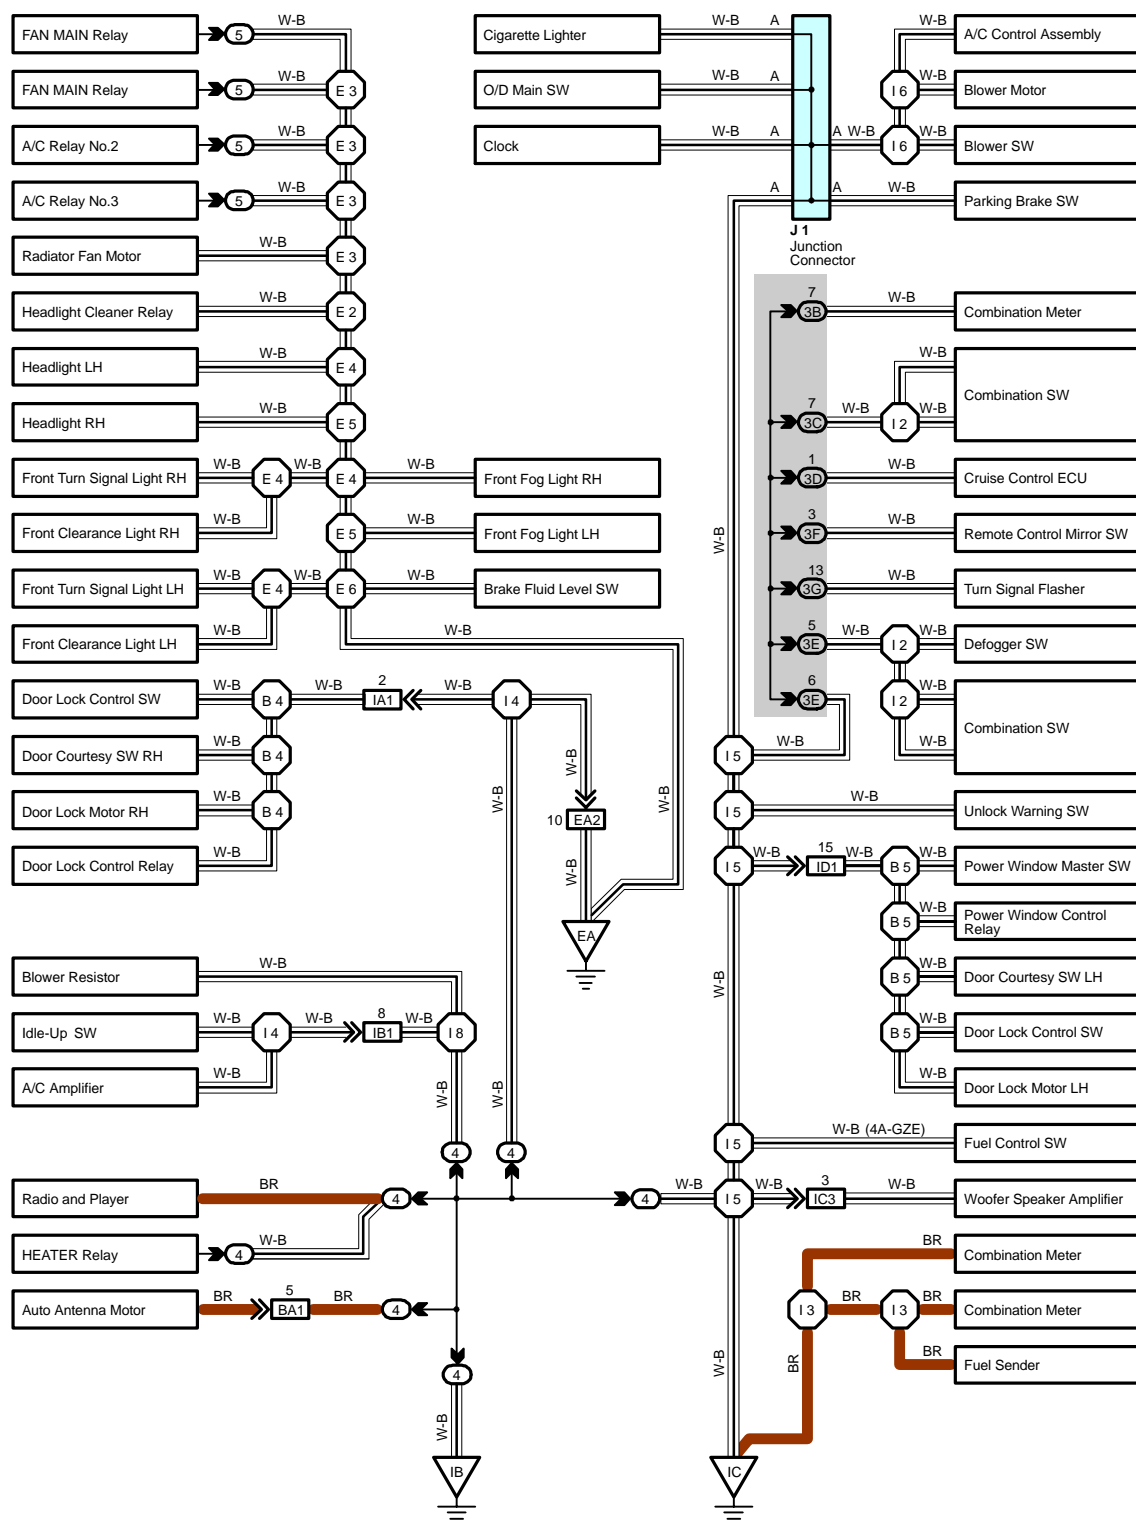 FAN MAIN Relay
5
W-B
FAN MAIN Relay
5
W-B
E 3
A/C Relay No.2
5
W-B
E 3
A/C Relay No.3
5
W-B
E 3
Radiator Fan Motor
W-B
E 3
Headlight Cleaner Relay
W-B
E 2
Headlight LH
W-B
E 4
Headlight RH
W-B
E 5
Front Turn Signal Light RH
W-B
E 4
W-B
E 4
W-B
Front Fog Light RH
Front Clearance Light RH
W-B
E 5
W-B
Front Fog Light LH
Front Turn Signal Light LH
W-B
E 4
W-B
E 6
W-B
Brake Fluid Level SW
Front Clearance Light LH
W-B
W-B
Door Lock Control SW
W-B
B 4
W-B
2
IA1
W-B
I 4
Door Courtesy SW RH
W-B
B 4
W-B
W-B
W-B
Door Lock Motor RH
W-B
B 4
10
EA2
Door Lock Control Relay
W-B
W-B
EA
Blower Resistor
W-B
Idle-Up SW
W-B
I 4
W-B
8
IB1
W-B
I 8
A/C Amplifier
W-B
W-B
4
4
Radio and Player
BR
4
4
HEATER Relay
4
W-B
Auto Antenna Motor
BR
5
BA1
BR
4
4
W-B
IB
Cigarette Lighter
W-B
A
O/D Main SW
W-B
A
Clock
W-B
A
A
J 1
Junction
Connector
W-B
A/C Control Assembly
I 6
W-B
Blower Motor
A
W-B
I 6
W-B
Blower SW
A
W-B
Parking Brake SW
7
3B
W-B
Combination Meter
W-B
7
3C
W-B
I 2
W-B
Combination SW
1
3D
W-B
Cruise Control ECU
3
3F
W-B
Remote Control Mirror SW
W-B
13
3G
W-B
Turn Signal Flasher
5
3E
W-B
I 2
W-B
Defogger SW
6
3E
I 2
W-B
W-B
Combination SW
I 5
W-B
I 5
W-B
Unlock Warning SW
I 5
W-B
15
ID1
W-B
B 5
W-B
Power Window Master SW
B 5
W-B
Power Window Control
Relay
W-B
B 5
W-B
Door Courtesy SW LH
B 5
W-B
Door Lock Control SW
W-B
Door Lock Motor LH
I 5
W-B (4A-GZE)
Fuel Control SW
W-B
I 5
W-B
3
IC3
W-B
Woofer Speaker Amplifier
BR
Combination Meter
I 3
BR
I 3
BR
Combination Meter
W-B
BR
BR
Fuel Sender
IC